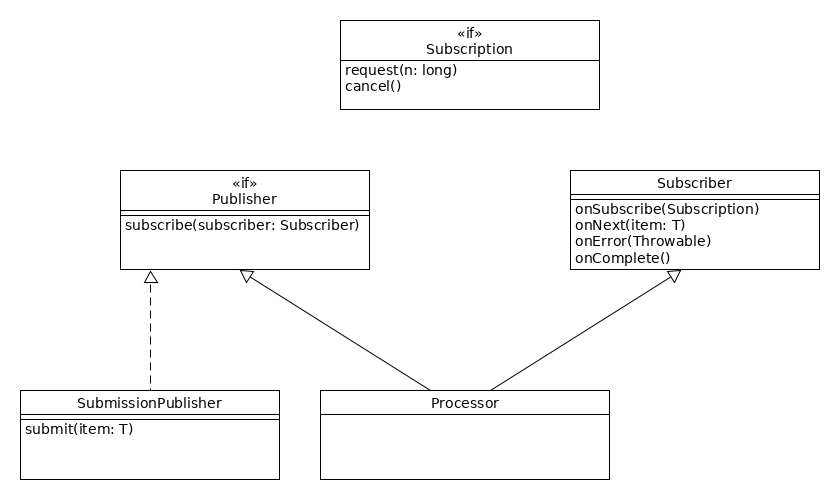 «if»
Subscription
request(n: long)
cancel()
«if»
Publisher
subscribe(subscriber: Subscriber)
Subscriber
onSubscribe(Subscription)
onNext(item: T)
onError(Throwable)
onComplete()
SubmissionPublisher
submit(item: T)
Processor